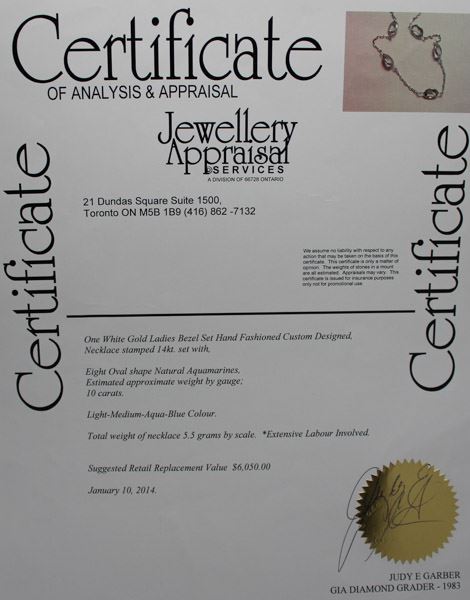 Certificate
OF ANALYSIS & APPRAISAL
Jewellery
Appraisal
SERVICES
A DIVISION OF 66728 ONTARIO
21 Dundas Square Suite 1500,
Toronto ON M5B 1B9 (416) 862 -7132
Certificate
Certificate
We assume no liability with respect to any
action that may be taken on the basis of this
certificate. This certificate is only a matter of
opinion. The weights of stones in a mount
are all estimated. Appraisals may vary. This
certificate is issued for insurance purposes
only not for promotional use.
One White Gold Ladies Bezel Set Hand Fashioned Custom Designed,
Necklace stamped 14kt. set with,
Eight Oval shape Natural Aquamarines,
Estimated approximate weight by gauge;
10 carats.
Light-Medium-Aqua-Blue Colour.
Total weight of necklace 5.5 grams by scale. *Extensive Labour Involved.
Suggested Retail Replacement Value $6,050.00
January 10, 2014.
JUDY E GARBER
GIA DIAMOND GRADER - 1983